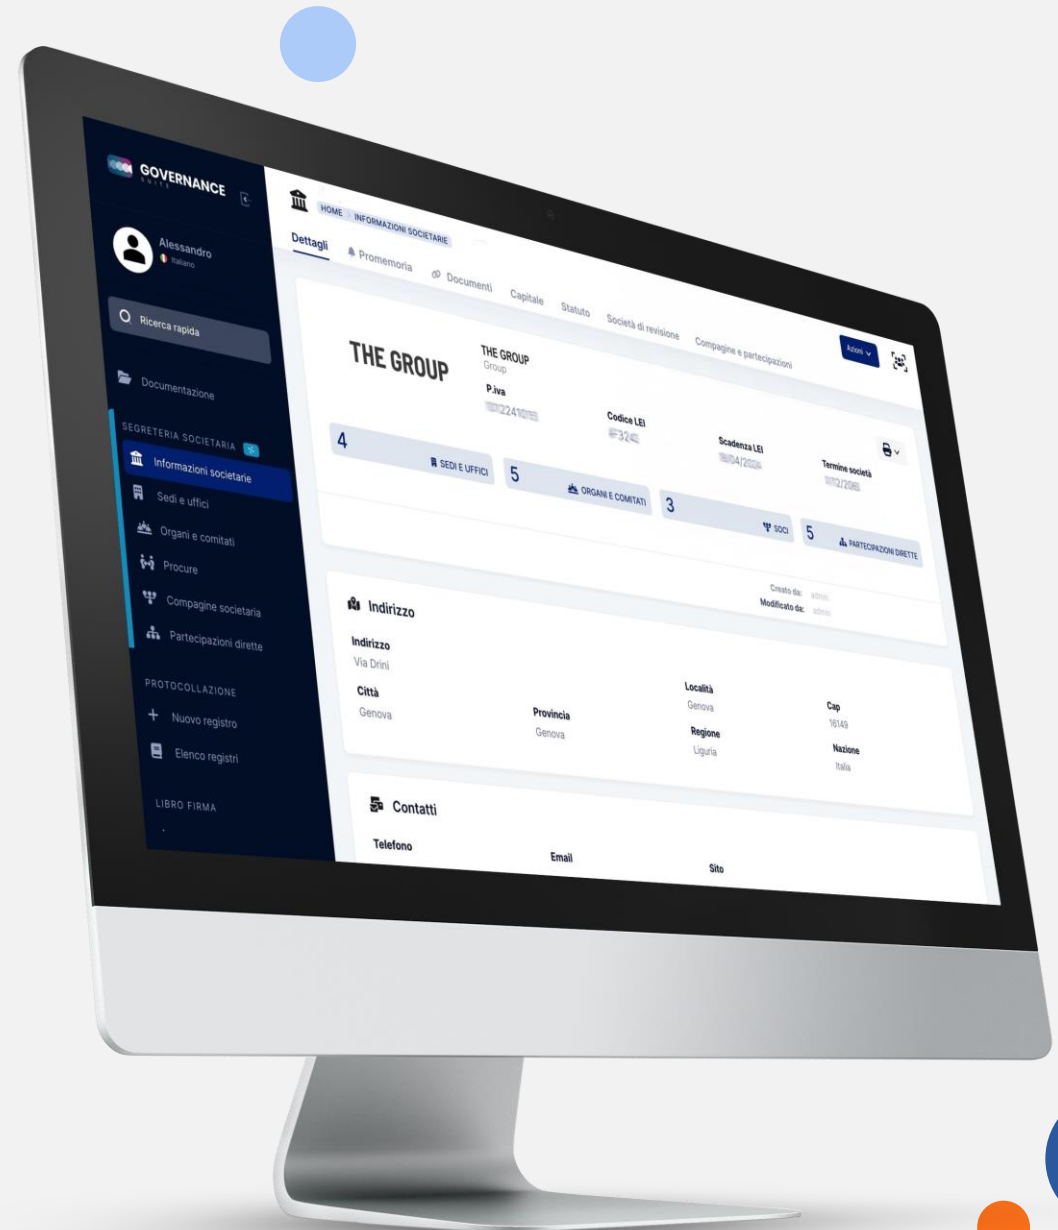 GOVERNANCE
SUITE
Alessandro
Italiano
Ricerca rapida
Documentazione
SEGRETERIA SOCIETARIA
Informazioni societarie
Sedi e uffici
Organi e comitati
Procure
Compagine societaria
Partecipazioni dirette
PROTOCOLLAZIONE
Nuovo registro
Elenco registri
LIBRO FIRMA
HOME INFORMAZIONI SOCIETARIE
Dettagli Promemoria Documenti Capitale Statuto Società di revisione Compagine e partecipazioni
Azioni
THE GROUP
THE GROUP
Group
P.iva
Codice LEI
Scadenza LEI
Termine società
4 SEDI E UFFICI
5 ORGANI E COMITATI
3 SOCI
5 PARTECIPAZIONI DIRETTE
Creato da: admin
Modificato da: admin
Indirizzo
Indirizzo
Via Drini
Località
Genova
Cap
16149
Città
Genova
Provincia
Genova
Regione
Liguria
Nazione
Italia
Contatti
Telefono Email Sito